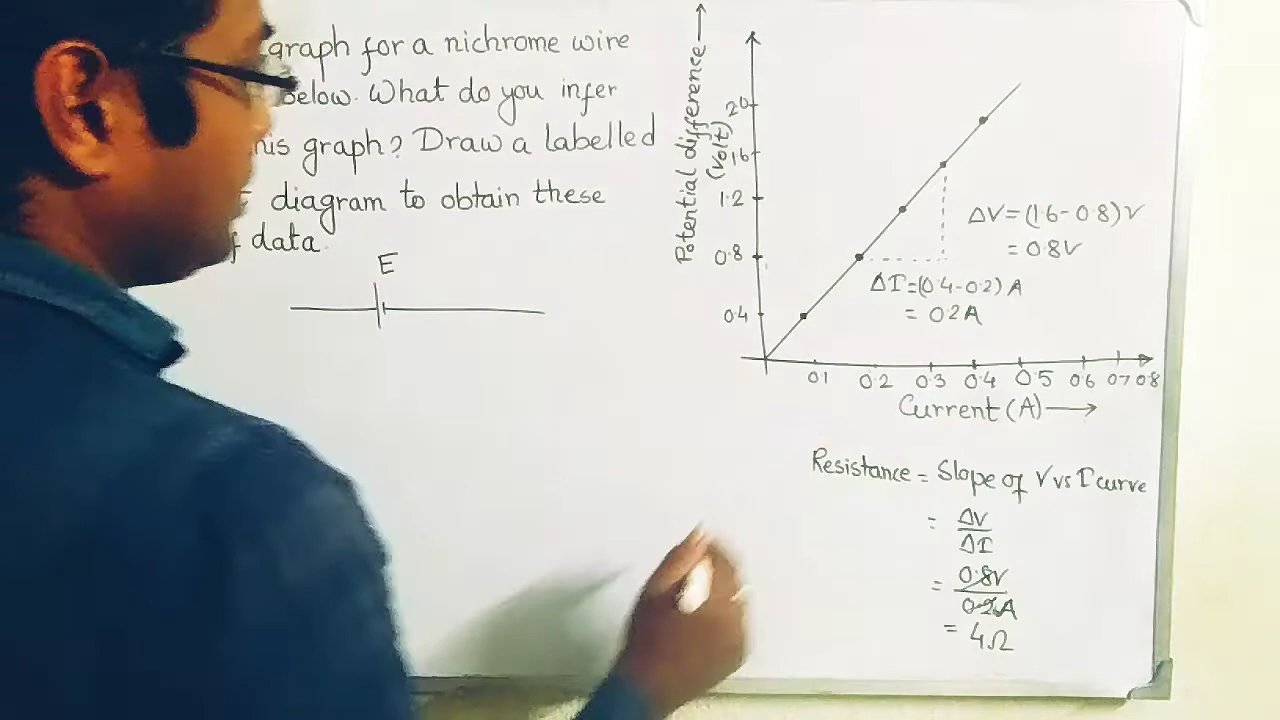 graph for a nichrome wire
below. What do you infer
this graph? Draw a labelled
diagram to obtain these
data.
E
Potential difference →
(Volt)
20
1.6
1.2
0.8
0.4
0.1 0.2 0.3 0.4 0.5 0.6 0.7 0.8
Current (A) →
ΔV=(1.6-0.8)V
= 0.8V
ΔI=(0.4-0.2)A
= 0.2A
Resistance = Slope of V vs I curve
= ΔV
ΔI
= 0.8V
0.2A
= 4Ω